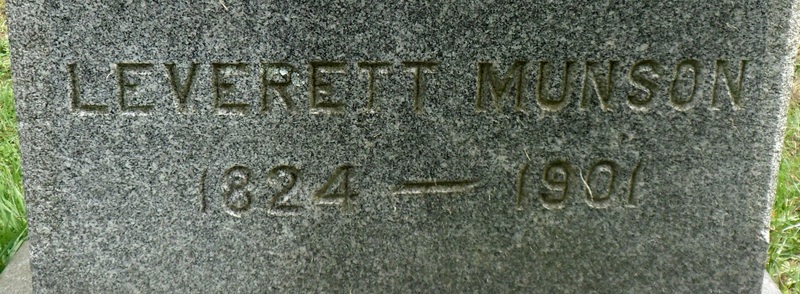 LEVERETT MUNSON
1824 — 1901